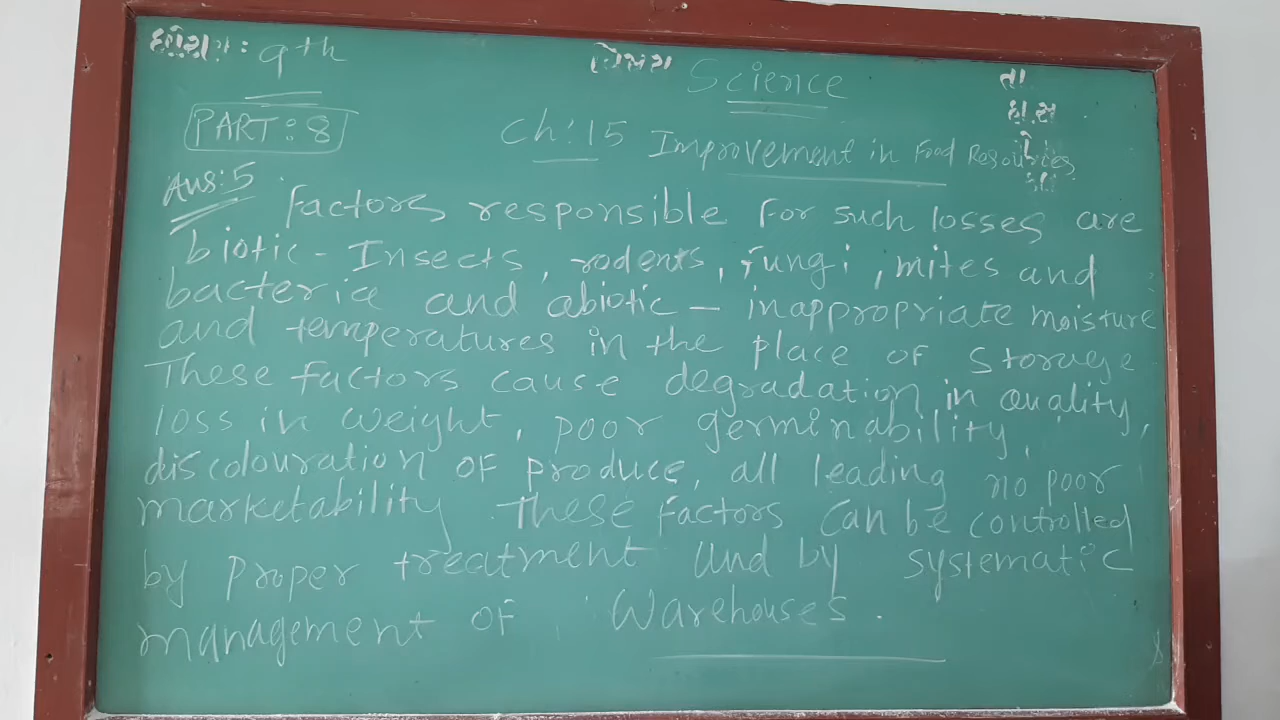 ધોરણ : 9th
વિષય Science
તા
PART : 8
Ch : 15 Improvement in Food Resources
Ans : 5
Factors responsible for such losses are
biotic - Insects, rodents, fungi, mites and
bacteria and abiotic - inappropriate moisture
and temperatures in the place of storage
These factors cause degradation in quality,
loss in weight, poor germinability,
discolouration of produce, all leading no poor
marketability These factors can be controlled
by proper treatment and by systematic
management of Warehouses.